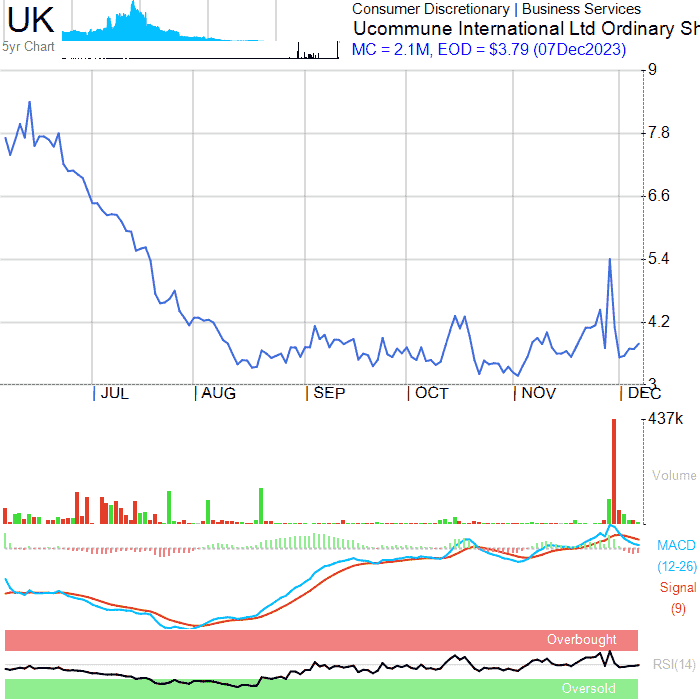 UK
5yr Chart
Consumer Discretionary | Business Services
Ucommune International Ltd Ordinary Sh
MC = 2.1M, EOD = $3.79 (07Dec2023)
9
7.8
6.6
5.4
4.2
3
JUL AUG SEP OCT NOV DEC
437k
Volume
MACD
(12-26)
Signal
(9)
Overbought
RSI(14)
Oversold